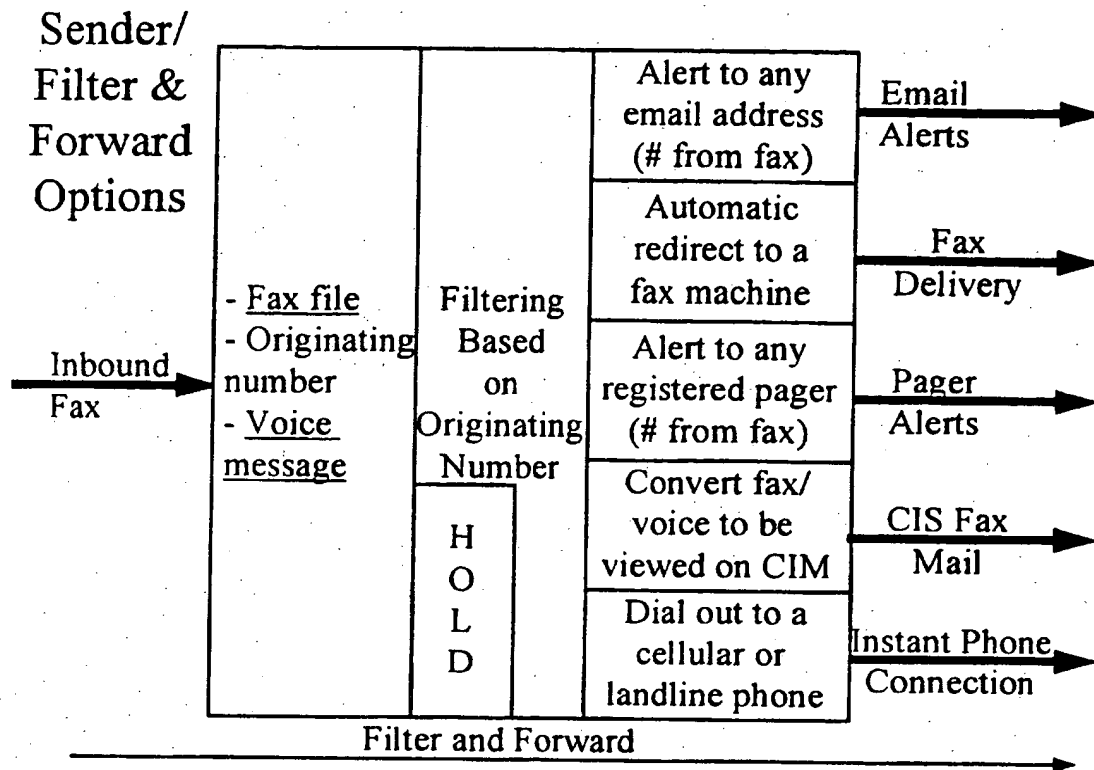 Sender/
Filter &
Forward
Options
Inbound
Fax
- Fax file
- Originating
number
- Voice
message
Filtering
Based
on
Originating
Number
H
O
L
D
Alert to any
email address
(# from fax)
Automatic
redirect to a
fax machine
Alert to any
registered pager
(# from fax)
Convert fax/
voice to be
viewed on CIM
Dial out to a
cellular or
landline phone
Email
Alerts
Fax
Delivery
Pager
Alerts
CIS Fax
Mail
Instant Phone
Connection
Filter and Forward